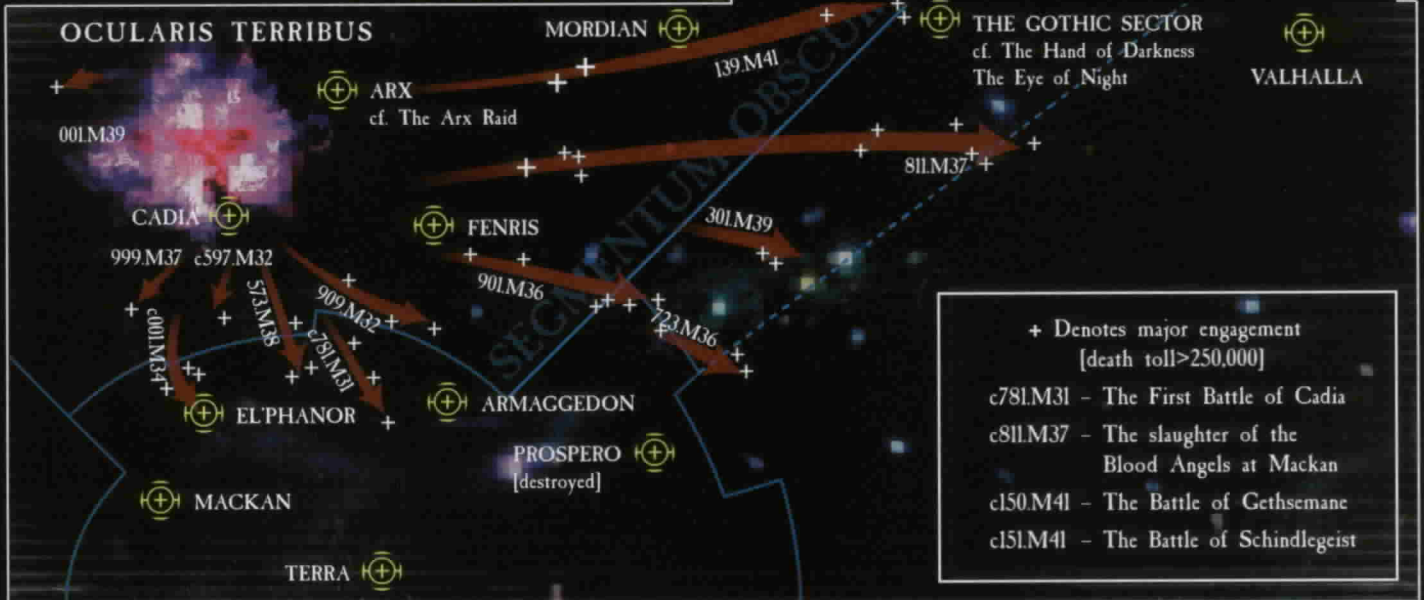 OCULARIS TERRIBUS
MORDIAN
139.M41
THE GOTHIC SECTOR
cf. The Hand of Darkness
The Eye of Night
VALHALLA
ARX
cf. The Arx Raid
001.M39
811.M37
SEGMENTUM OBSCUR
CADIA
FENRIS
301.M39
999.M37
c597.M32
573.M38
909.M32
901.M36
723.M36
c001.M34
c781.M31
EL'PHANOR
ARMAGGEDON
PROSPERO
[destroyed]
MACKAN
TERRA
+ Denotes major engagement
[death toll>250,000]
c781.M31 – The First Battle of Cadia
c811.M37 – The slaughter of the
Blood Angels at Mackan
c150.M41 – The Battle of Gethsemane
c151.M41 – The Battle of Schindlegeist